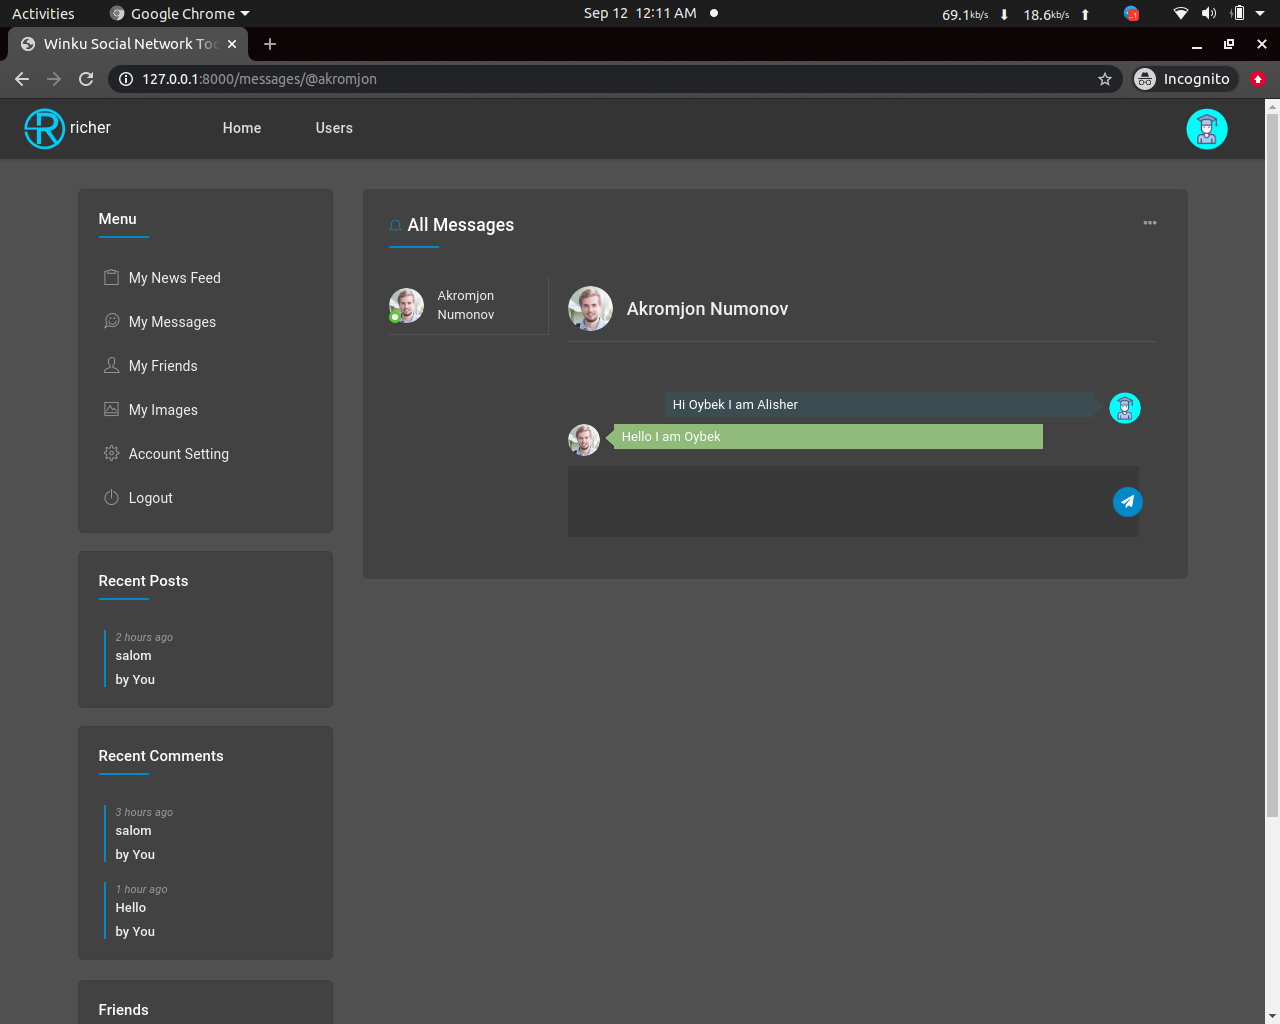 Activities
Google Chrome
Sep 12 12:11 AM
69.1kb/s
18.6kb/s
Winku Social Network Too
127.0.0.1:8000/messages/@akromjon
Incognito
richer
Home
Users
Menu
My News Feed
My Messages
My Friends
My Images
Account Setting
Logout
Recent Posts
2 hours ago
salom
by You
Recent Comments
3 hours ago
salom
by You
1 hour ago
Hello
by You
Friends
All Messages
Akromjon
Numonov
Akromjon Numonov
Hi Oybek I am Alisher
Hello I am Oybek